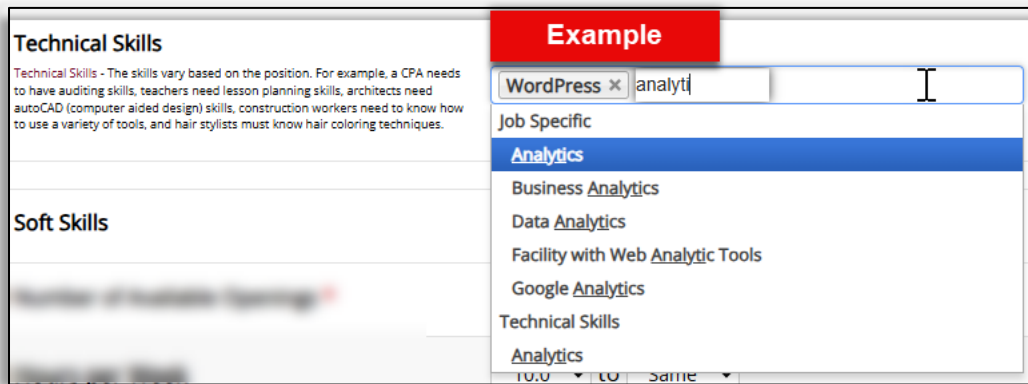 Example
Technical Skills
Technical Skills - The skills vary based on the position. For example, a CPA needs
to have auditing skills, teachers need lesson planning skills, architects need
autoCAD (computer aided design) skills, construction workers need to know how
to use a variety of tools, and hair stylists must know hair coloring techniques.
WordPress × analyti
Job Specific
Analytics
Business Analytics
Data Analytics
Facility with Web Analytic Tools
Google Analytics
Technical Skills
Analytics
Soft Skills
Number of Available Openings *
10.0 to Same